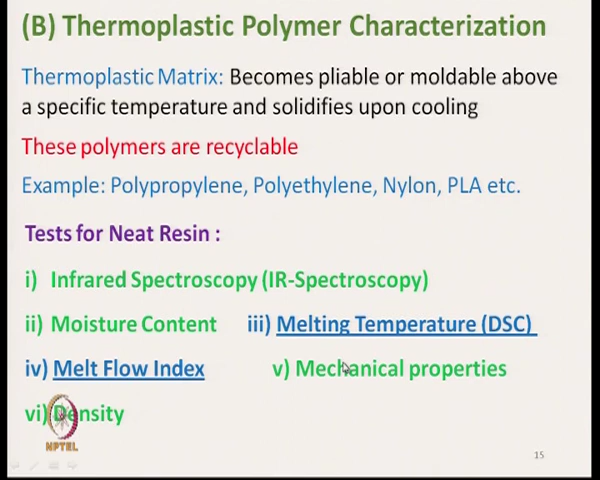 (B) Thermoplastic Polymer Characterization
Thermoplastic Matrix: Becomes pliable or moldable above
a specific temperature and solidifies upon cooling
These polymers are recyclable
Example: Polypropylene, Polyethylene, Nylon, PLA etc.
Tests for Neat Resin :
i) Infrared Spectroscopy (IR-Spectroscopy)
ii) Moisture Content iii) Melting Temperature (DSC)
iv) Melt Flow Index v) Mechanical properties
vi) Density
NPTEL
15